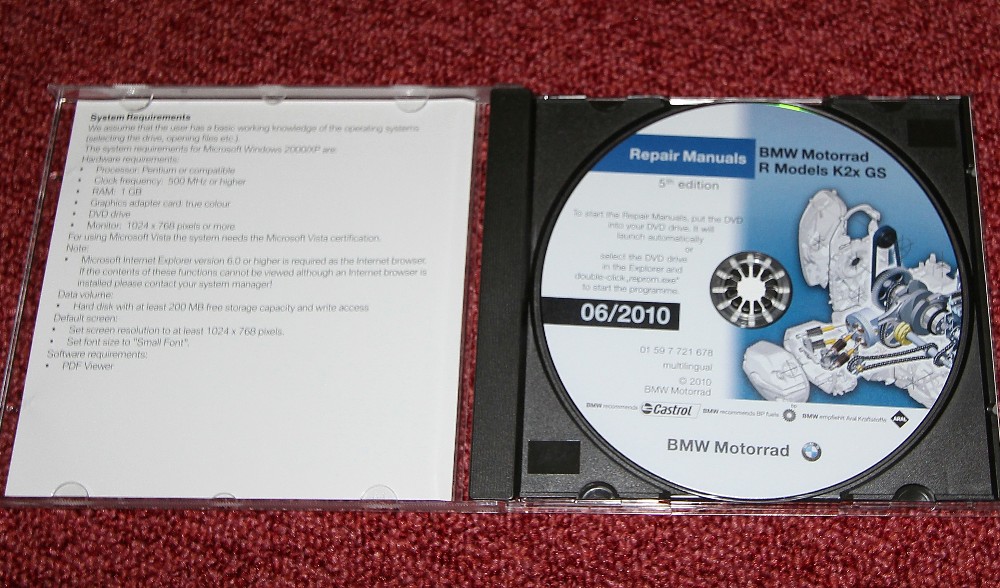 System Requirements
We assume that the user has a basic working knowledge of the operating systems
(selecting the drive, opening files etc.)
The system requirements for Microsoft Windows 2000/XP are
Hardware requirements:
• Processor: Pentium or compatible
• Clock frequency: 500 MHz or higher
• RAM: 1 GB
• Graphics adapter card: true colour
• DVD drive
• Monitor: 1024 x 768 pixels or more
For using Microsoft Vista the system needs the Microsoft Vista certification.
Note:
• Microsoft Internet Explorer version 6.0 or higher is required as the Internet browser.
If the contents of these functions cannot be viewed although an Internet browser is
installed please contact your system manager!
Data volume:
• Hard disk with at least 200 MB free storage capacity and write access
Default screen:
• Set screen resolution to at least 1024 x 768 pixels.
• Set font size to "Small Font".
Software requirements:
• PDF Viewer
Repair Manuals
BMW Motorrad
R Models K2x GS
5th edition
To start the Repair Manuals, put the DVD
into your DVD drive. It will
launch automatically
or
select the DVD drive
in the Explorer and
double-click „reprom.exe"
to start the programme.
06/2010
01 59 7 721 678
multilingual
© 2010
BMW Motorrad
BMW recommends Castrol
BMW recommends BP fuels
BMW empfiehlt Aral Kraftstoffe ARAL
BMW Motorrad